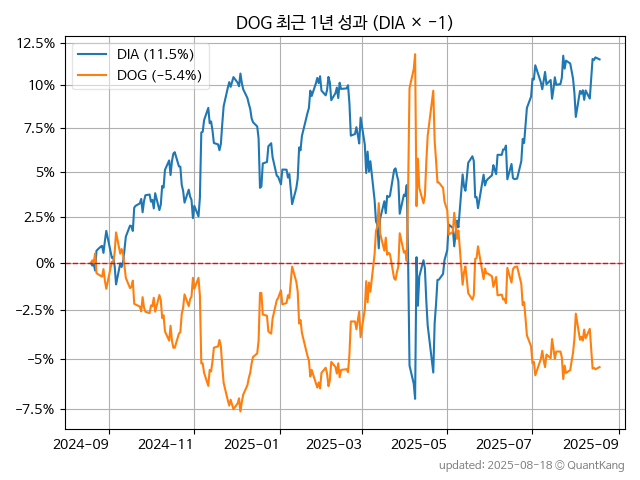 DOG 최근 1년 성과 (DIA × −1)
DIA (11.5%)
DOG (−5.4%)
12.5%
10%
7.5%
5%
2.5%
0%
−2.5%
−5%
−7.5%
2024−09 2024−11 2025−01 2025−03 2025−05 2025−07 2025−09
updated: 2025-08-18 © QuantKang